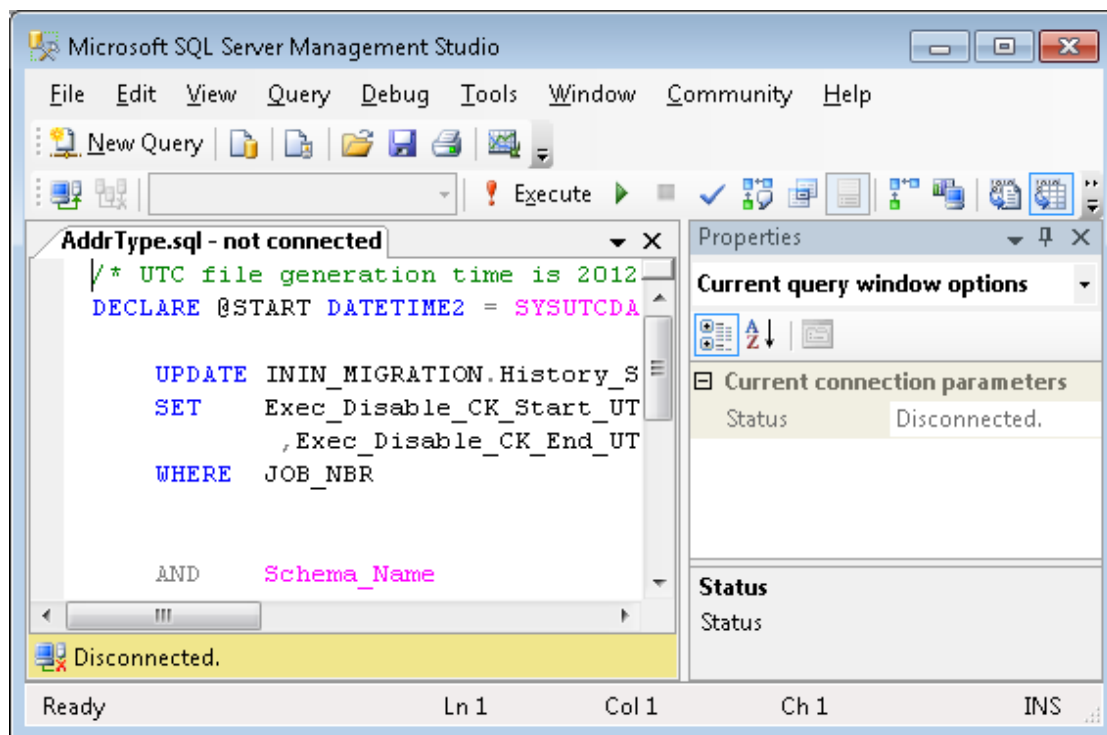 Microsoft SQL Server Management Studio
File Edit View Query Debug Tools Window Community Help
New Query
Execute
AddrType.sql - not connected
/* UTC file generation time is 2012
DECLARE @START DATETIME2 = SYSUTCDA
UPDATE ININ_MIGRATION.History_S
SET Exec_Disable_CK_Start_UT
,Exec_Disable_CK_End_UT
WHERE JOB_NBR
AND Schema_Name
Disconnected.
Properties
Current query window options
Current connection parameters
Status Disconnected.
Status
Status
Ready Ln 1 Col 1 Ch 1 INS